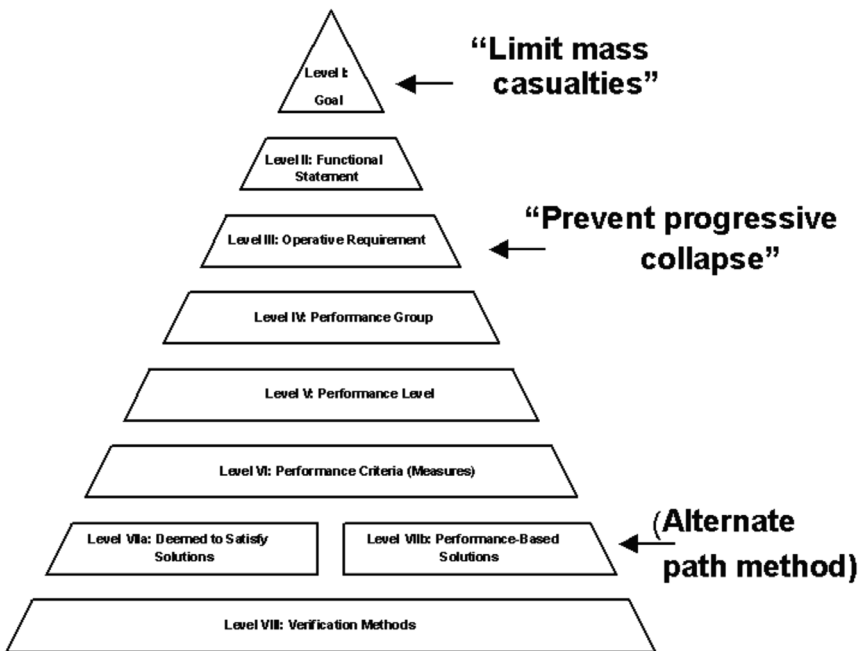 Level I:
Goal
“Limit mass
casualties”
Level II: Functional
Statement
Level III: Operative Requirement
“Prevent progressive
collapse”
Level IV: Performance Group
Level V: Performance Level
Level VI: Performance Criteria (Measures)
Level VIIa: Deemed to Satisfy
Solutions
Level VIIb: Performance-Based
Solutions
(Alternate
path method)
Level VIII: Verification Methods